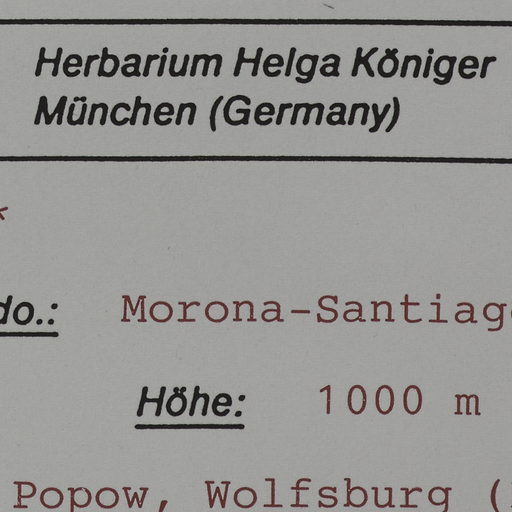 Herbarium Helga Königer
München (Germany)
*
do.: Morona-Santiag
Höhe: 1000 m
Popow, Wolfsburg (